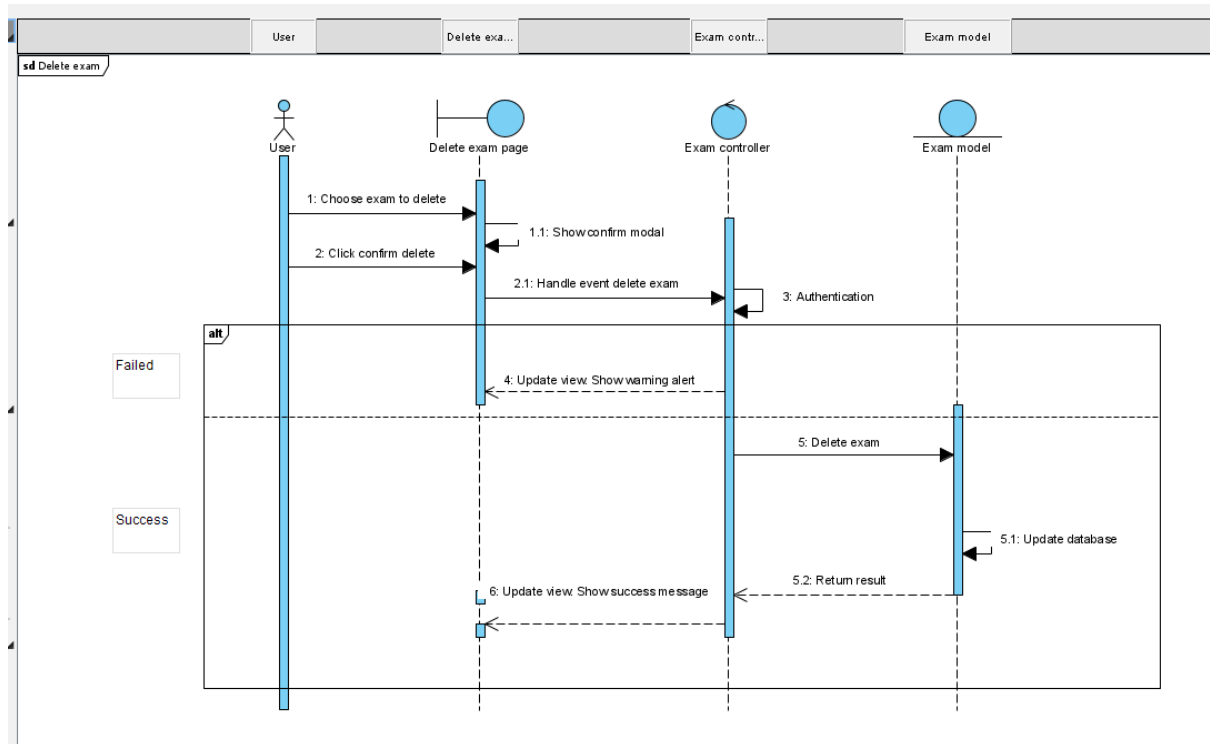 User
Delete exa...
Exam contr...
Exam model
sd Delete exam
User
Delete exam page
Exam controller
Exam model
1: Choose exam to delete
1.1: Show confirm modal
2: Click confirm delete
2.1: Handle event delete exam
3: Authentication
alt
Failed
4: Update view. Show warning alert
5: Delete exam
Success
5.1: Update database
5.2: Return result
6: Update view. Show success message